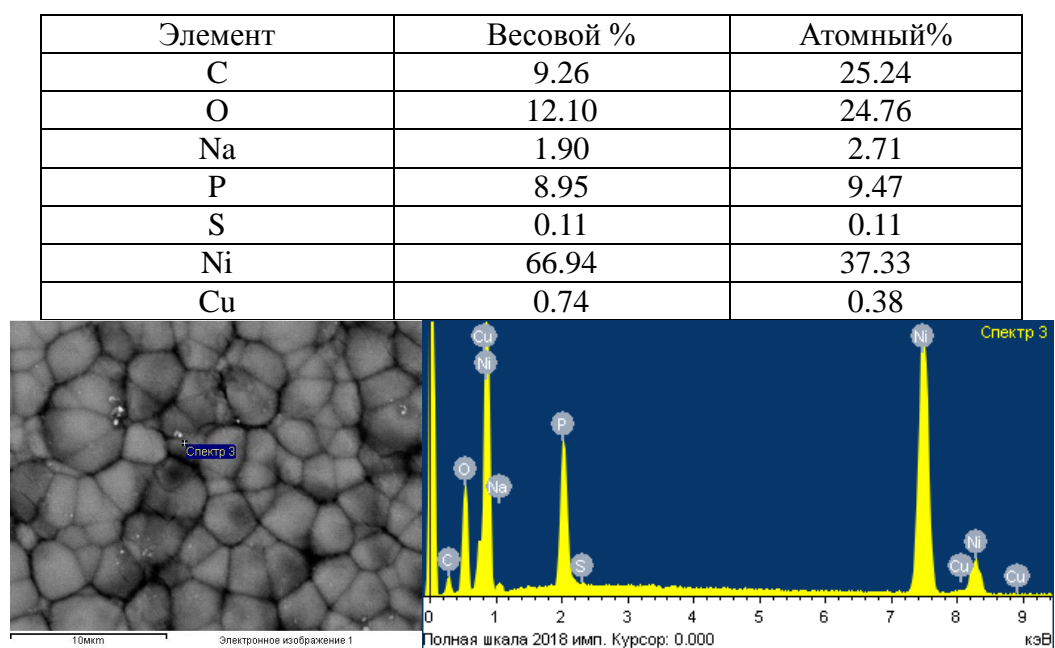 Элемент Весовой % Атомный%
C 9.26 25.24
O 12.10 24.76
Na 1.90 2.71
P 8.95 9.47
S 0.11 0.11
Ni 66.94 37.33
Cu 0.74 0.38
Спектр 3
10мкm Электронное изображение 1
Спектр 3
Cu Ni
Ni
P
O Na
C S Cu Ni Cu
0 1 2 3 4 5 6 7 8 9
Полная шкала 2018 имп. Курсор: 0.000 кэВ